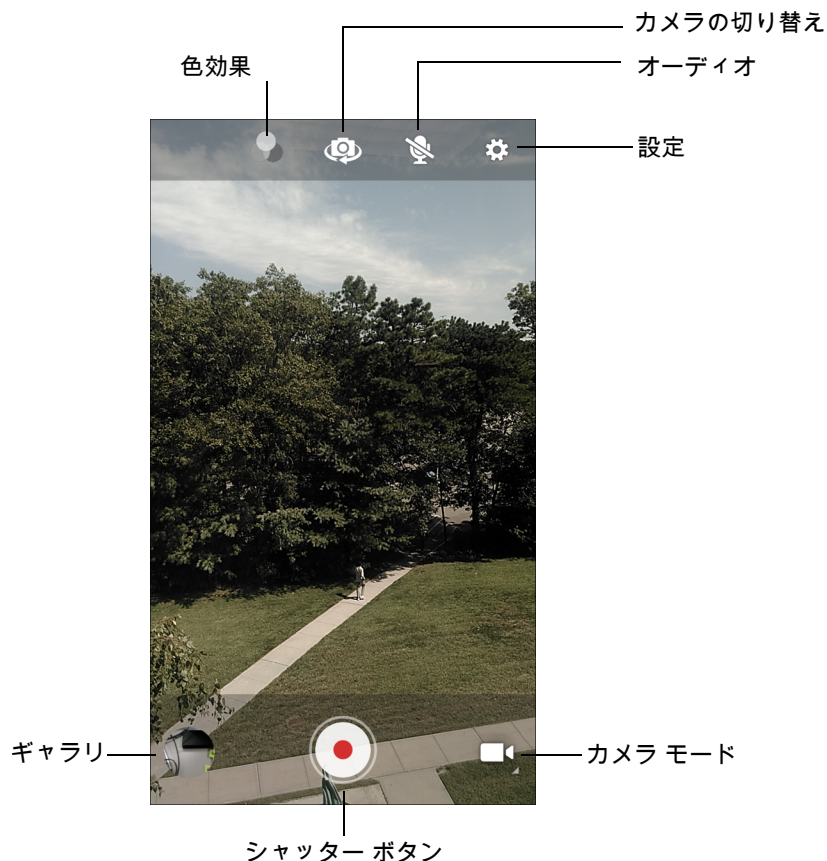 カメラの切り替え
色効果
オーディオ
設定
ギャラリ
カメラ モード
シャッター ボタン